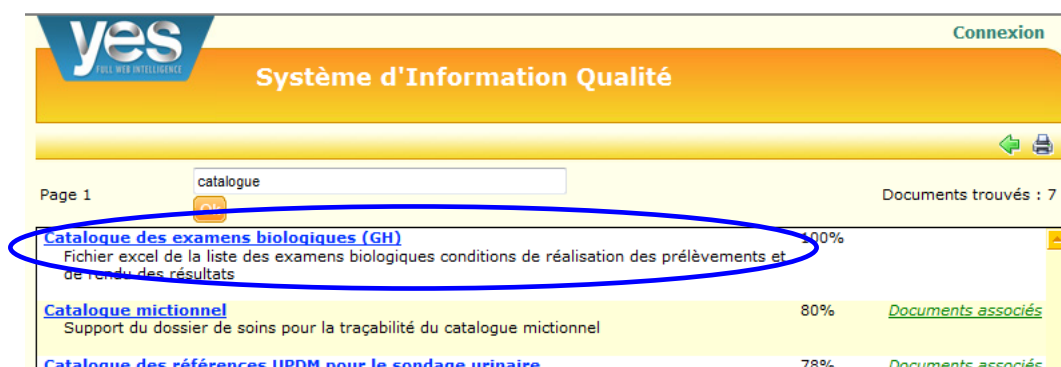 yes
FULL WEB INTELLIGENCE
Connexion
Système d'Information Qualité
Page 1
catalogue
Ok
Documents trouvés : 7
Catalogue des examens biologiques (GH) 100%
Fichier excel de la liste des examens biologiques conditions de réalisation des prélèvements et
de rendu des résultats
Catalogue mictionnel 80% Documents associés
Support du dossier de soins pour la traçabilité du catalogue mictionnel
Catalogue des références UPDM pour le sondage urinaire 78% Documents associés